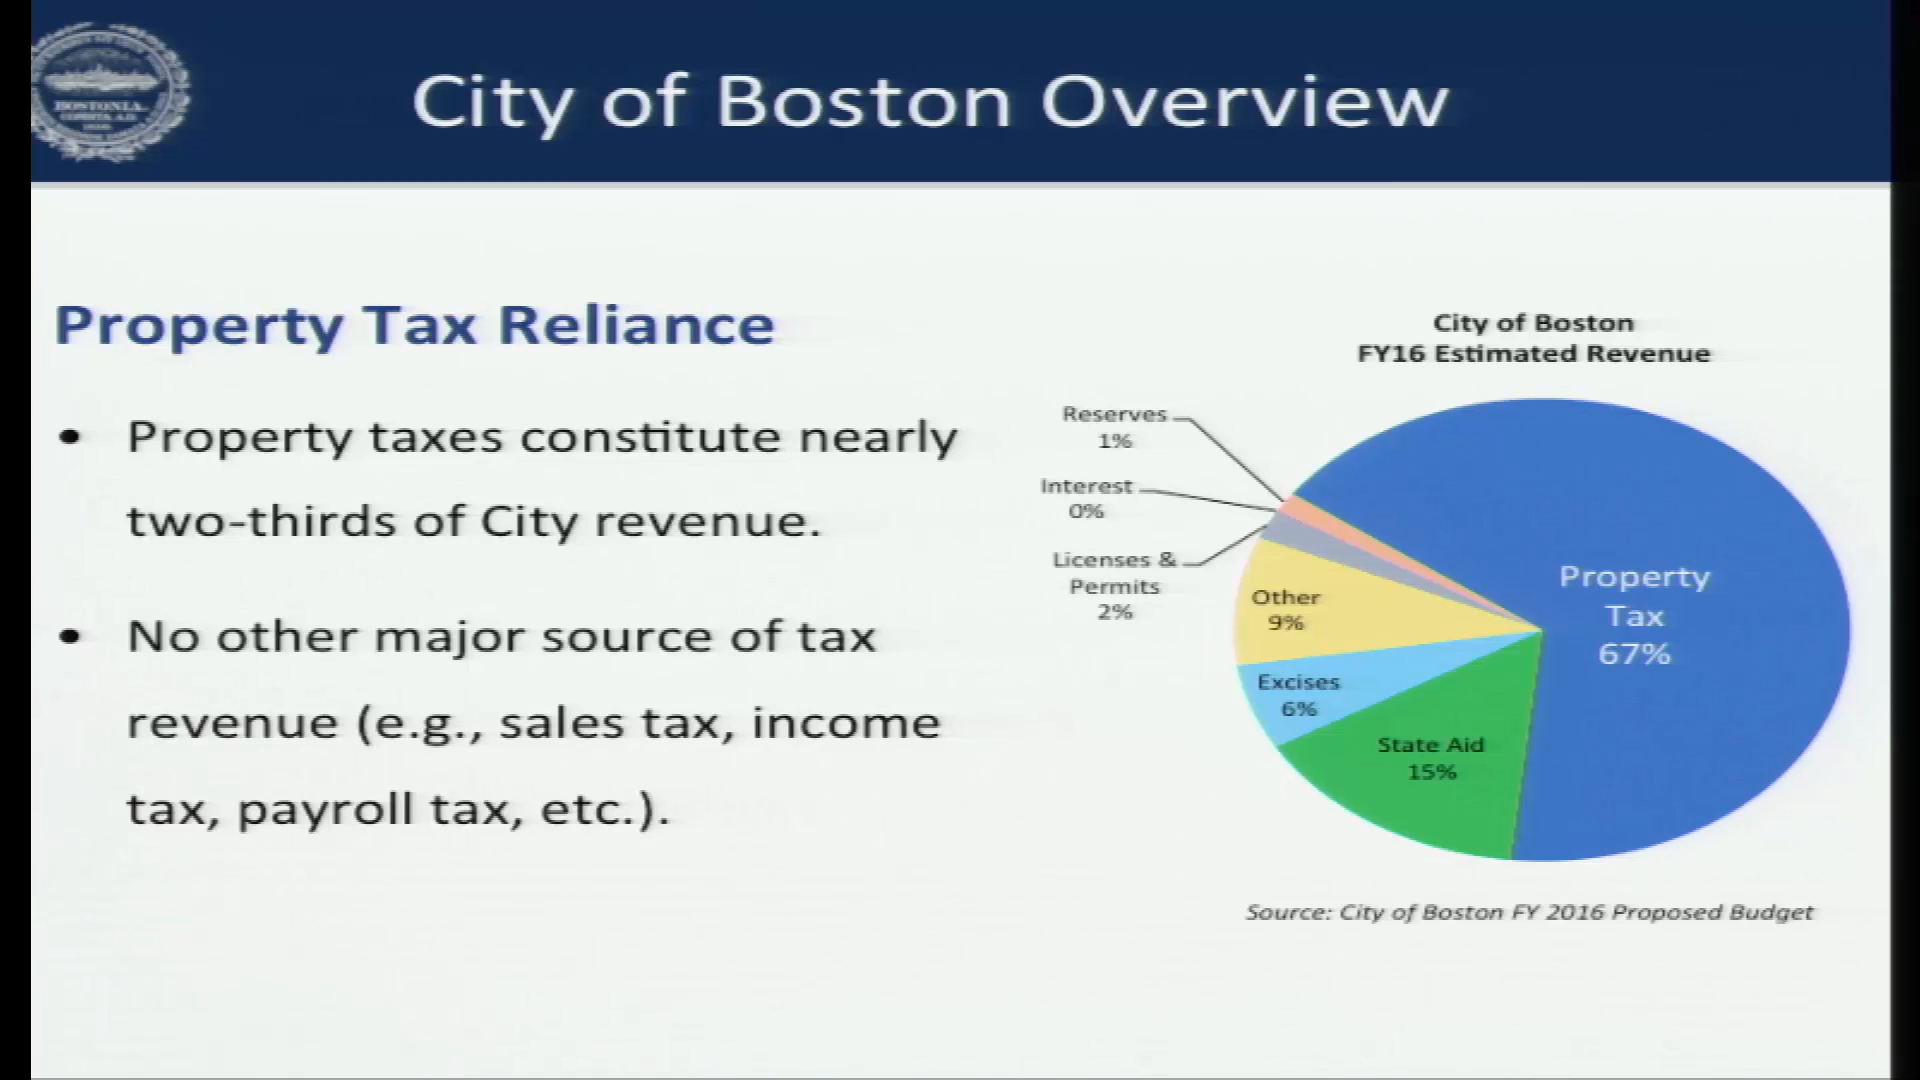 BOSTONIA.
CONDITA A.D.
City of Boston Overview
Property Tax Reliance
• Property taxes constitute nearly
two-thirds of City revenue.
• No other major source of tax
revenue (e.g., sales tax, income
tax, payroll tax, etc.).
City of Boston
FY16 Estimated Revenue
Reserves
1%
Interest
0%
Licenses &
Permits
2%
Other
9%
Excises
6%
State Aid
15%
Property
Tax
67%
Source: City of Boston FY 2016 Proposed Budget